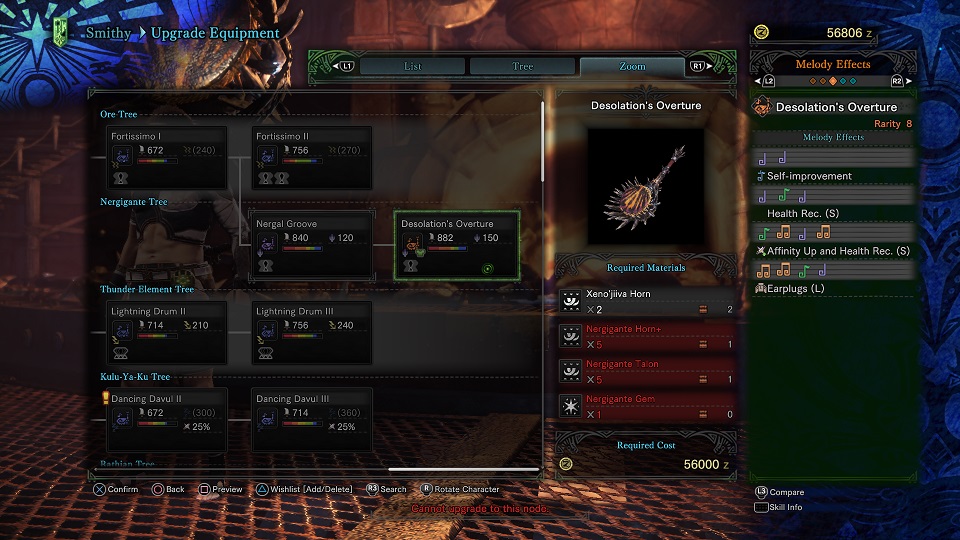 Smithy Upgrade Equipment
56806 z
L1 List Tree Zoom R1
Melody Effects
L2 R2
Desolation's Overture
Rarity 8
Melody Effects
Self-improvement
Health Rec. (S)
Affinity Up and Health Rec. (S)
Earplugs (L)
Ore Tree
Fortissimo I
672 (240)
Fortissimo II
756 (270)
Nergigante Tree
Nergal Groove
840 120
Desolation's Overture
882 150
Thunder Element Tree
Lightning Drum II
714 210
Lightning Drum III
756 240
Kulu-Ya-Ku Tree
Dancing Davul II
672 (300)
25%
Dancing Davul III
714 (360)
25%
Rathian Tree
Desolation's Overture
Required Materials
Xeno'jiiva Horn
X 2 2
Nergigante Horn+
X 5 1
Nergigante Talon
X 5 1
Nergigante Gem
X 1 0
Required Cost
56000 z
Confirm Back Preview Wishlist [Add/Delete] R3 Search R Rotate Character
Cannot upgrade to this node.
L3 Compare
Skill Info